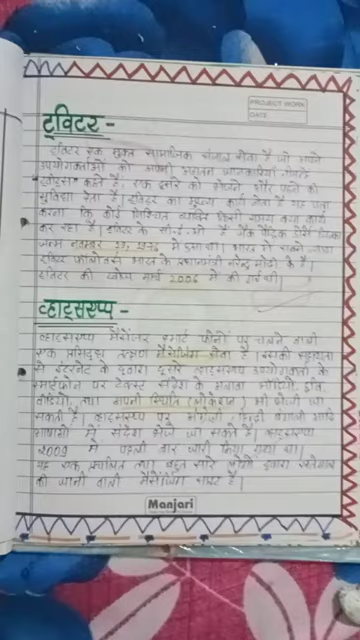 PROJECT WORK
DATE
ट्विटर -
ट्विटर एक मुक्त सामाजिक संजाल सेवा है जो अपने
उपयोगकर्ताओं को अपनी अद्यतन जानकारियां जिन्हें
"ट्वीट्स" कहते हैं, एक दूसरे को भेजने और पढ़ने की
सुविधा देता है। ट्विटर का मुख्य कार्य होता है यह पता
करना कि कोई निश्चित व्यक्ति किसी समय क्या कार्य
कर रहा है। ट्विटर के सी.ई.ओ है जैक पैट्रिक डोर्सी जिनका
जन्म नवम्बर 19, 1976 में हुआ था। भारत में सबसे ज्यादा
ट्विटर फॉलोवर्स भारत के प्रधानमंत्री नरेन्द्र मोदी के है।
ट्विटर की खोज मार्च 2006 में की गई थी।
व्हाट्सएप्प -
व्हाट्सएप्प मैसेंजर स्मार्ट फोनों पर चलने वाली
एक प्रसिद्ध तत्क्षण मैसेजिंग सेवा है। इसकी सहायता
से इंटरनेट के द्वारा दूसरे व्हाट्सएप्प उपयोगकर्ता के
स्मार्टफोन पर टेक्स्ट संदेश के अलावा ऑडियो, छवि,
वीडियो, तथा अपनी स्थिति (लोकेशन) भी भेजी जा
सकती है। व्हाट्सएप्प पर अंग्रेजी, हिन्दी बंगाली आदि
भाषाओं में संदेश भेजे जा सकते हैं। व्हाट्सएप्प
2009 में पहली बार जारी किया गया था।
यह एक प्रचलित तथा बहुत सारे लोगों द्वारा इस्तेमाल
की जानी वाली मैसेजिंग एप्प है।
Manjari